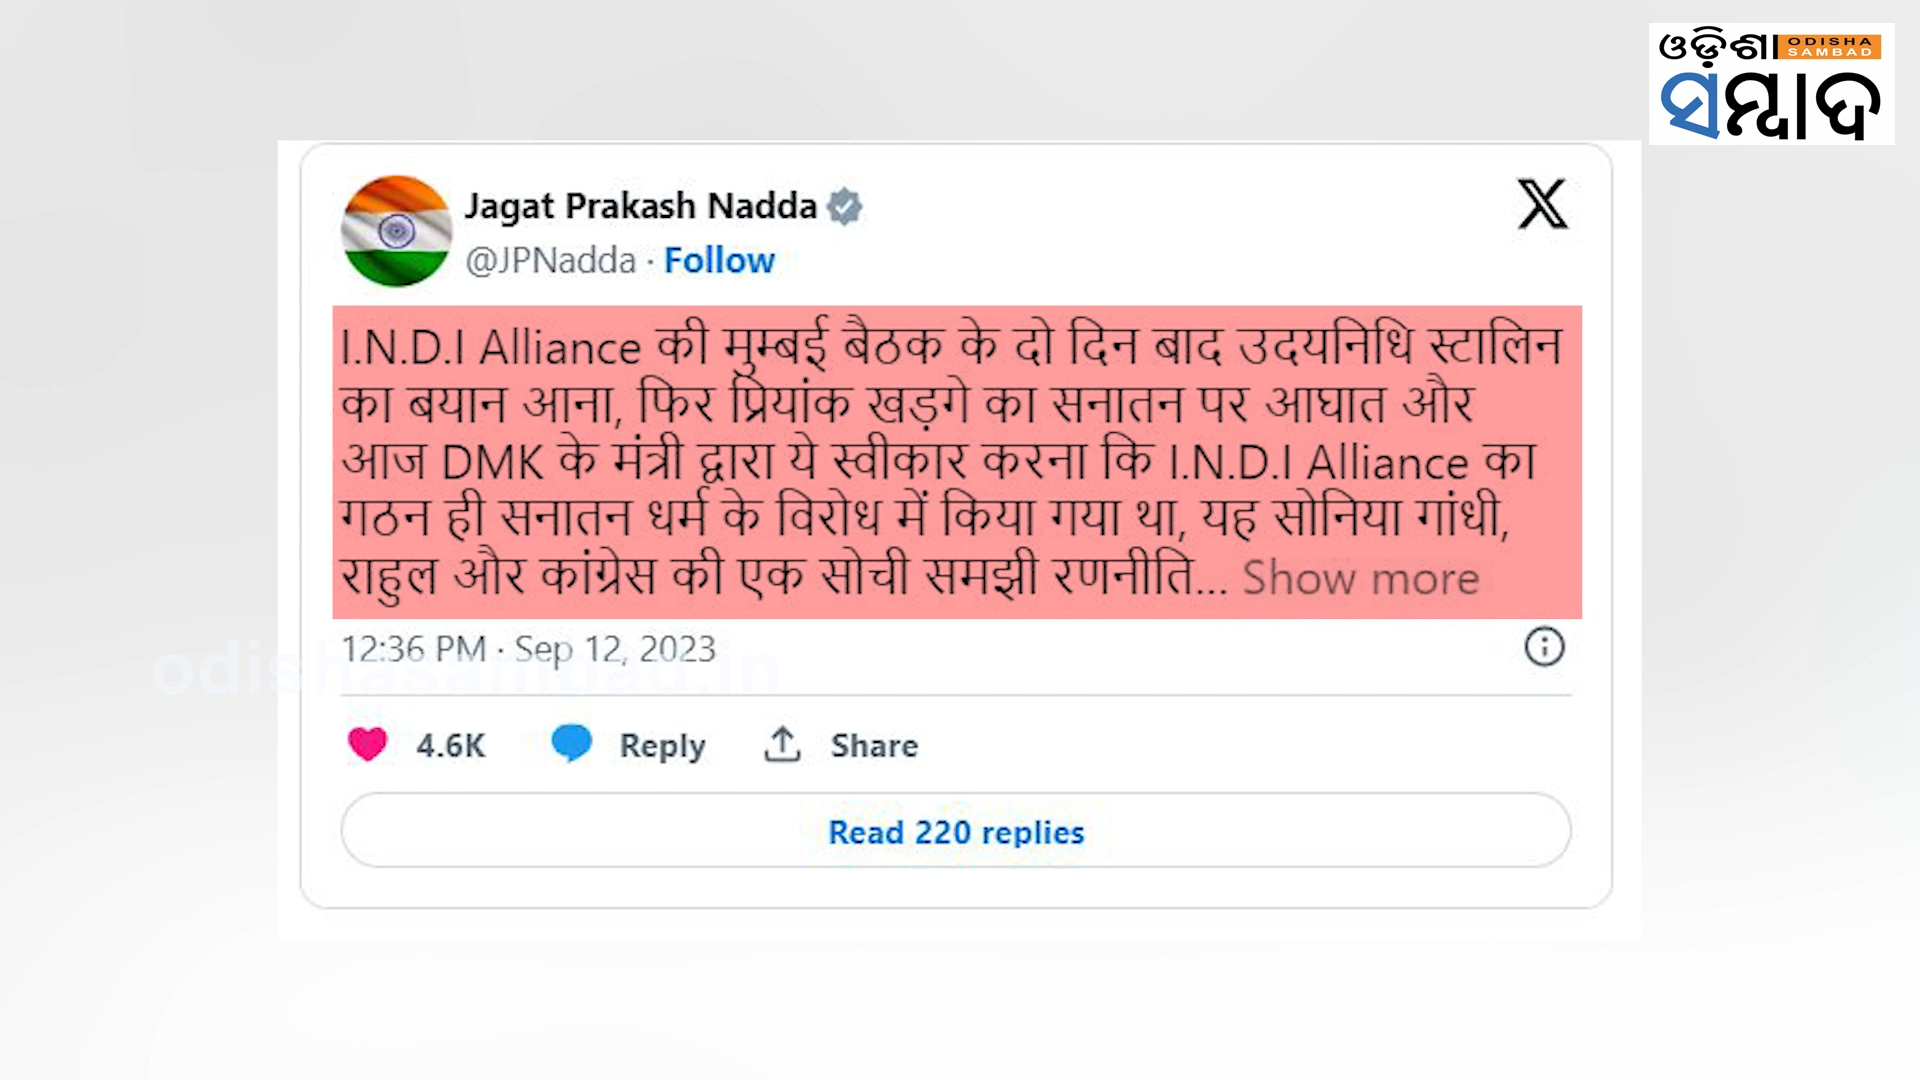 ଓଡ଼ିଶା ODISHA SAMBAD
ସମ୍ବାଦ
Jagat Prakash Nadda
@JPNadda · Follow
I.N.D.I Alliance की मुम्बई बैठक के दो दिन बाद उदयनिधि स्टालिन
का बयान आना, फिर प्रियांक खड़गे का सनातन पर आघात और
आज DMK के मंत्री द्वारा ये स्वीकार करना कि I.N.D.I Alliance का
गठन ही सनातन धर्म के विरोध में किया गया था, यह सोनिया गांधी,
राहुल और कांग्रेस की एक सोची समझी रणनीति... Show more
12:36 PM · Sep 12, 2023
odishasambad.in
4.6K Reply Share
Read 220 replies